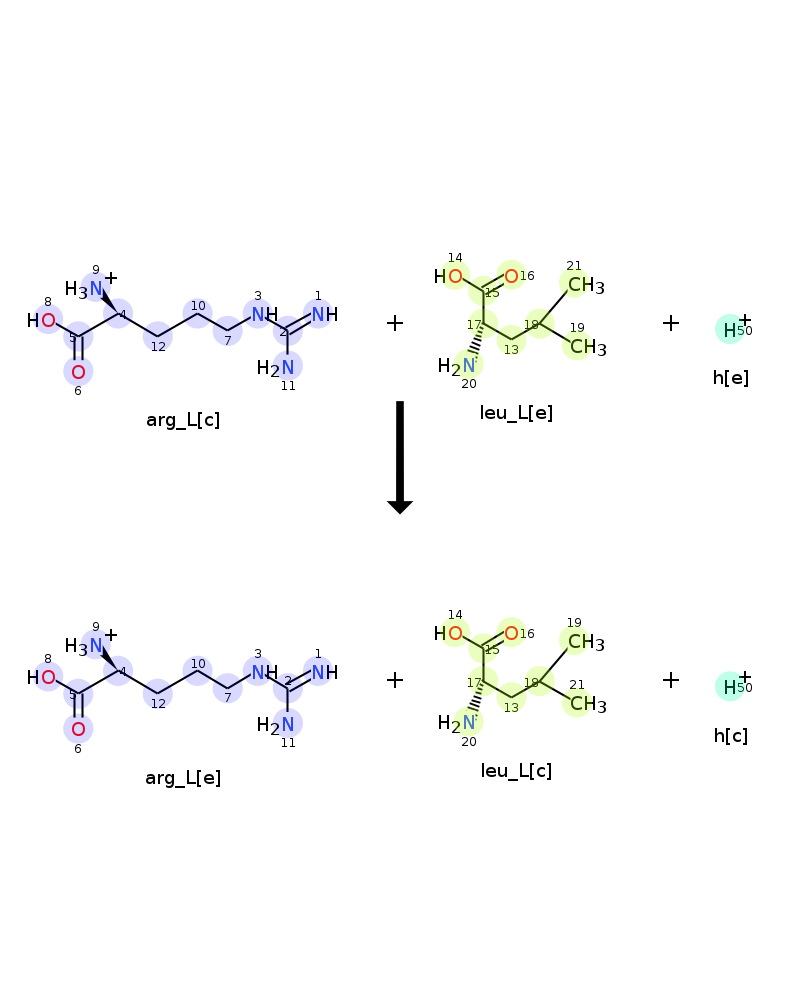 14 21
9 +
H3N 8 HO O 16 CH3
3 1 15
HO 4 10 NH NH + 17 18 19 + H50 +
5 12 7 2 13 CH3
H2N H2N h[e]
O 11 20
6
arg_L[c] leu_L[e]
14 19
9 +
H3N 8 HO O 16 CH3
3 1 15
HO 4 10 NH NH + 17 18 21 + H50 +
5 12 7 2 13 CH3
H2N H2N h[c]
O 11 20
6
arg_L[e] leu_L[c]